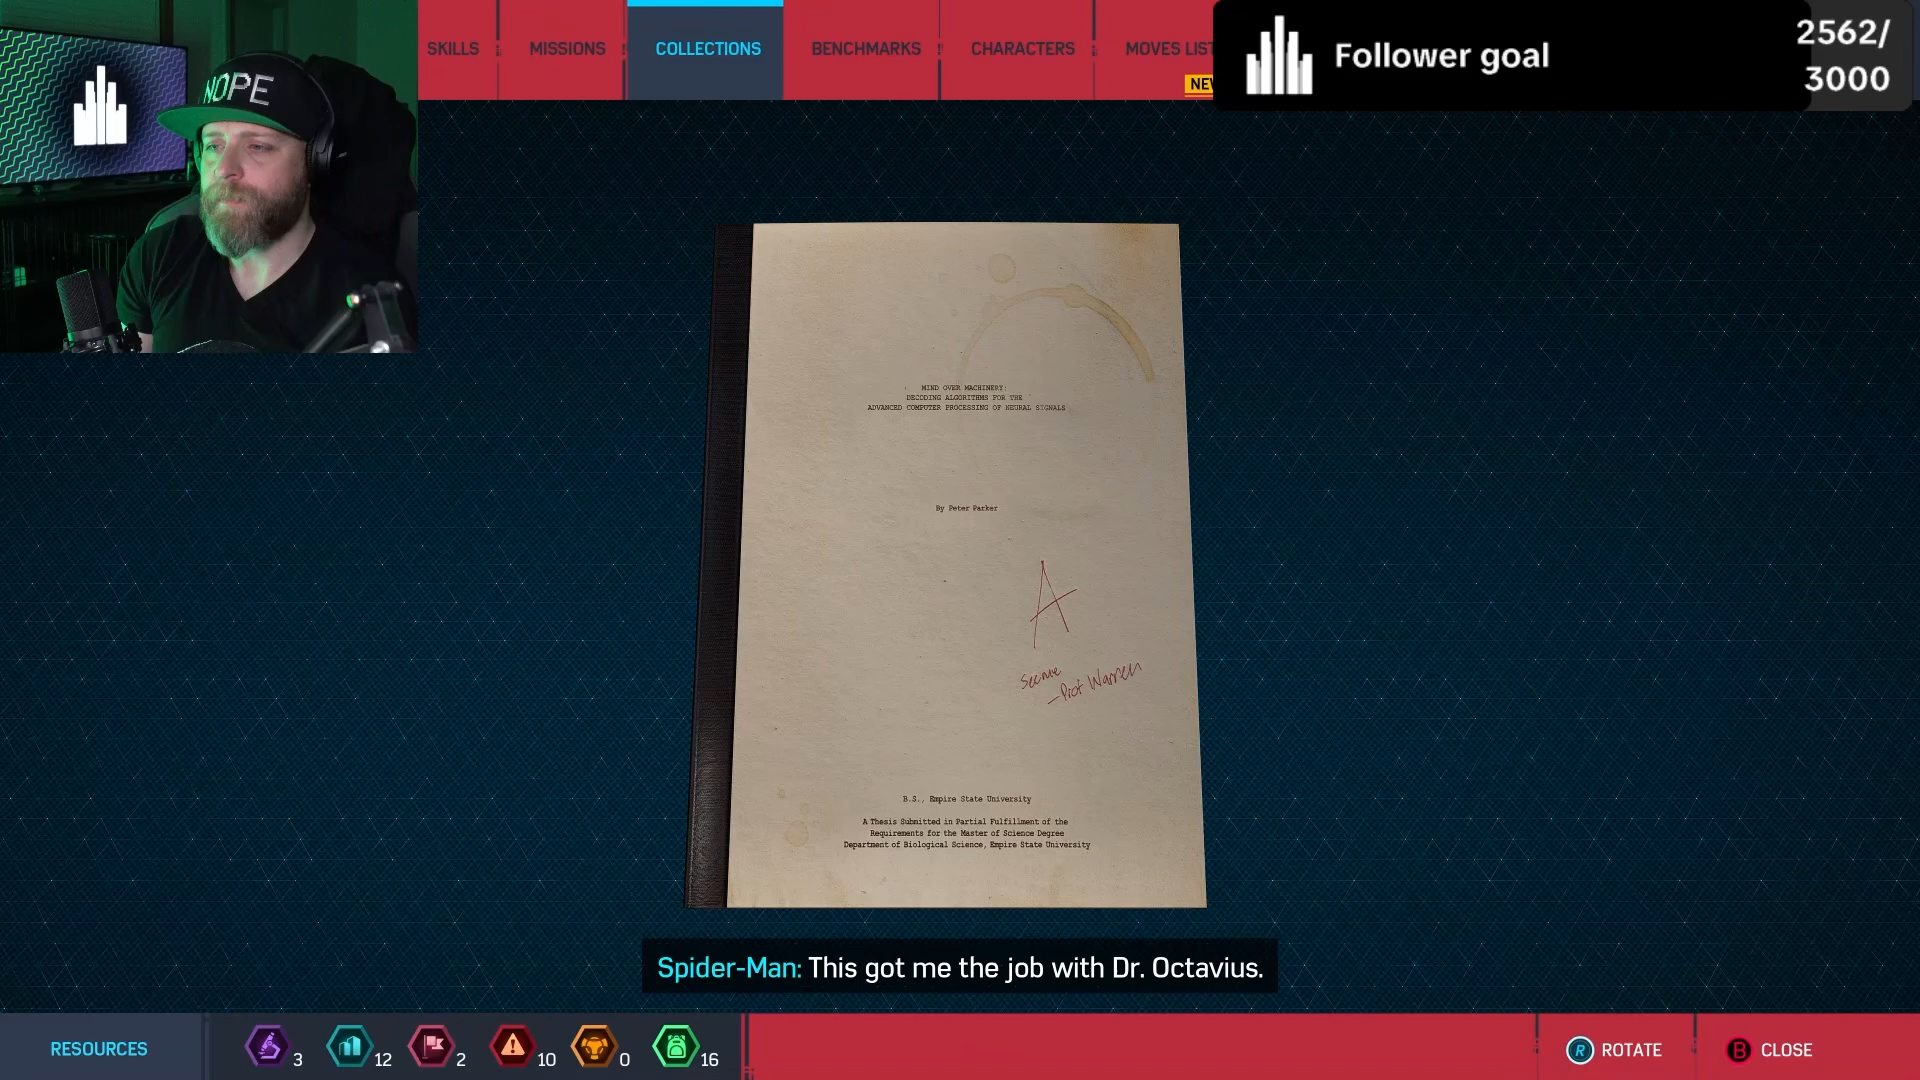 NOPE
SKILLS
MISSIONS
COLLECTIONS
BENCHMARKS
CHARACTERS
MOVES LIST
Follower goal
2562/
3000
MIND OVER MACHINERY:
DECODING ALGORITHMS FOR THE
ADVANCED COMPUTER PROCESSING OF NEURAL SIGNALS
By Peter Parker
A
see me
—Prof Warren
B.S., Empire State University
A Thesis Submitted in Partial Fulfillment of the
Requirements for the Master of Science Degree
Department of Biological Science, Empire State University
Spider-Man: This got me the job with Dr. Octavius.
RESOURCES
3
12
2
10
0
16
R ROTATE
B CLOSE